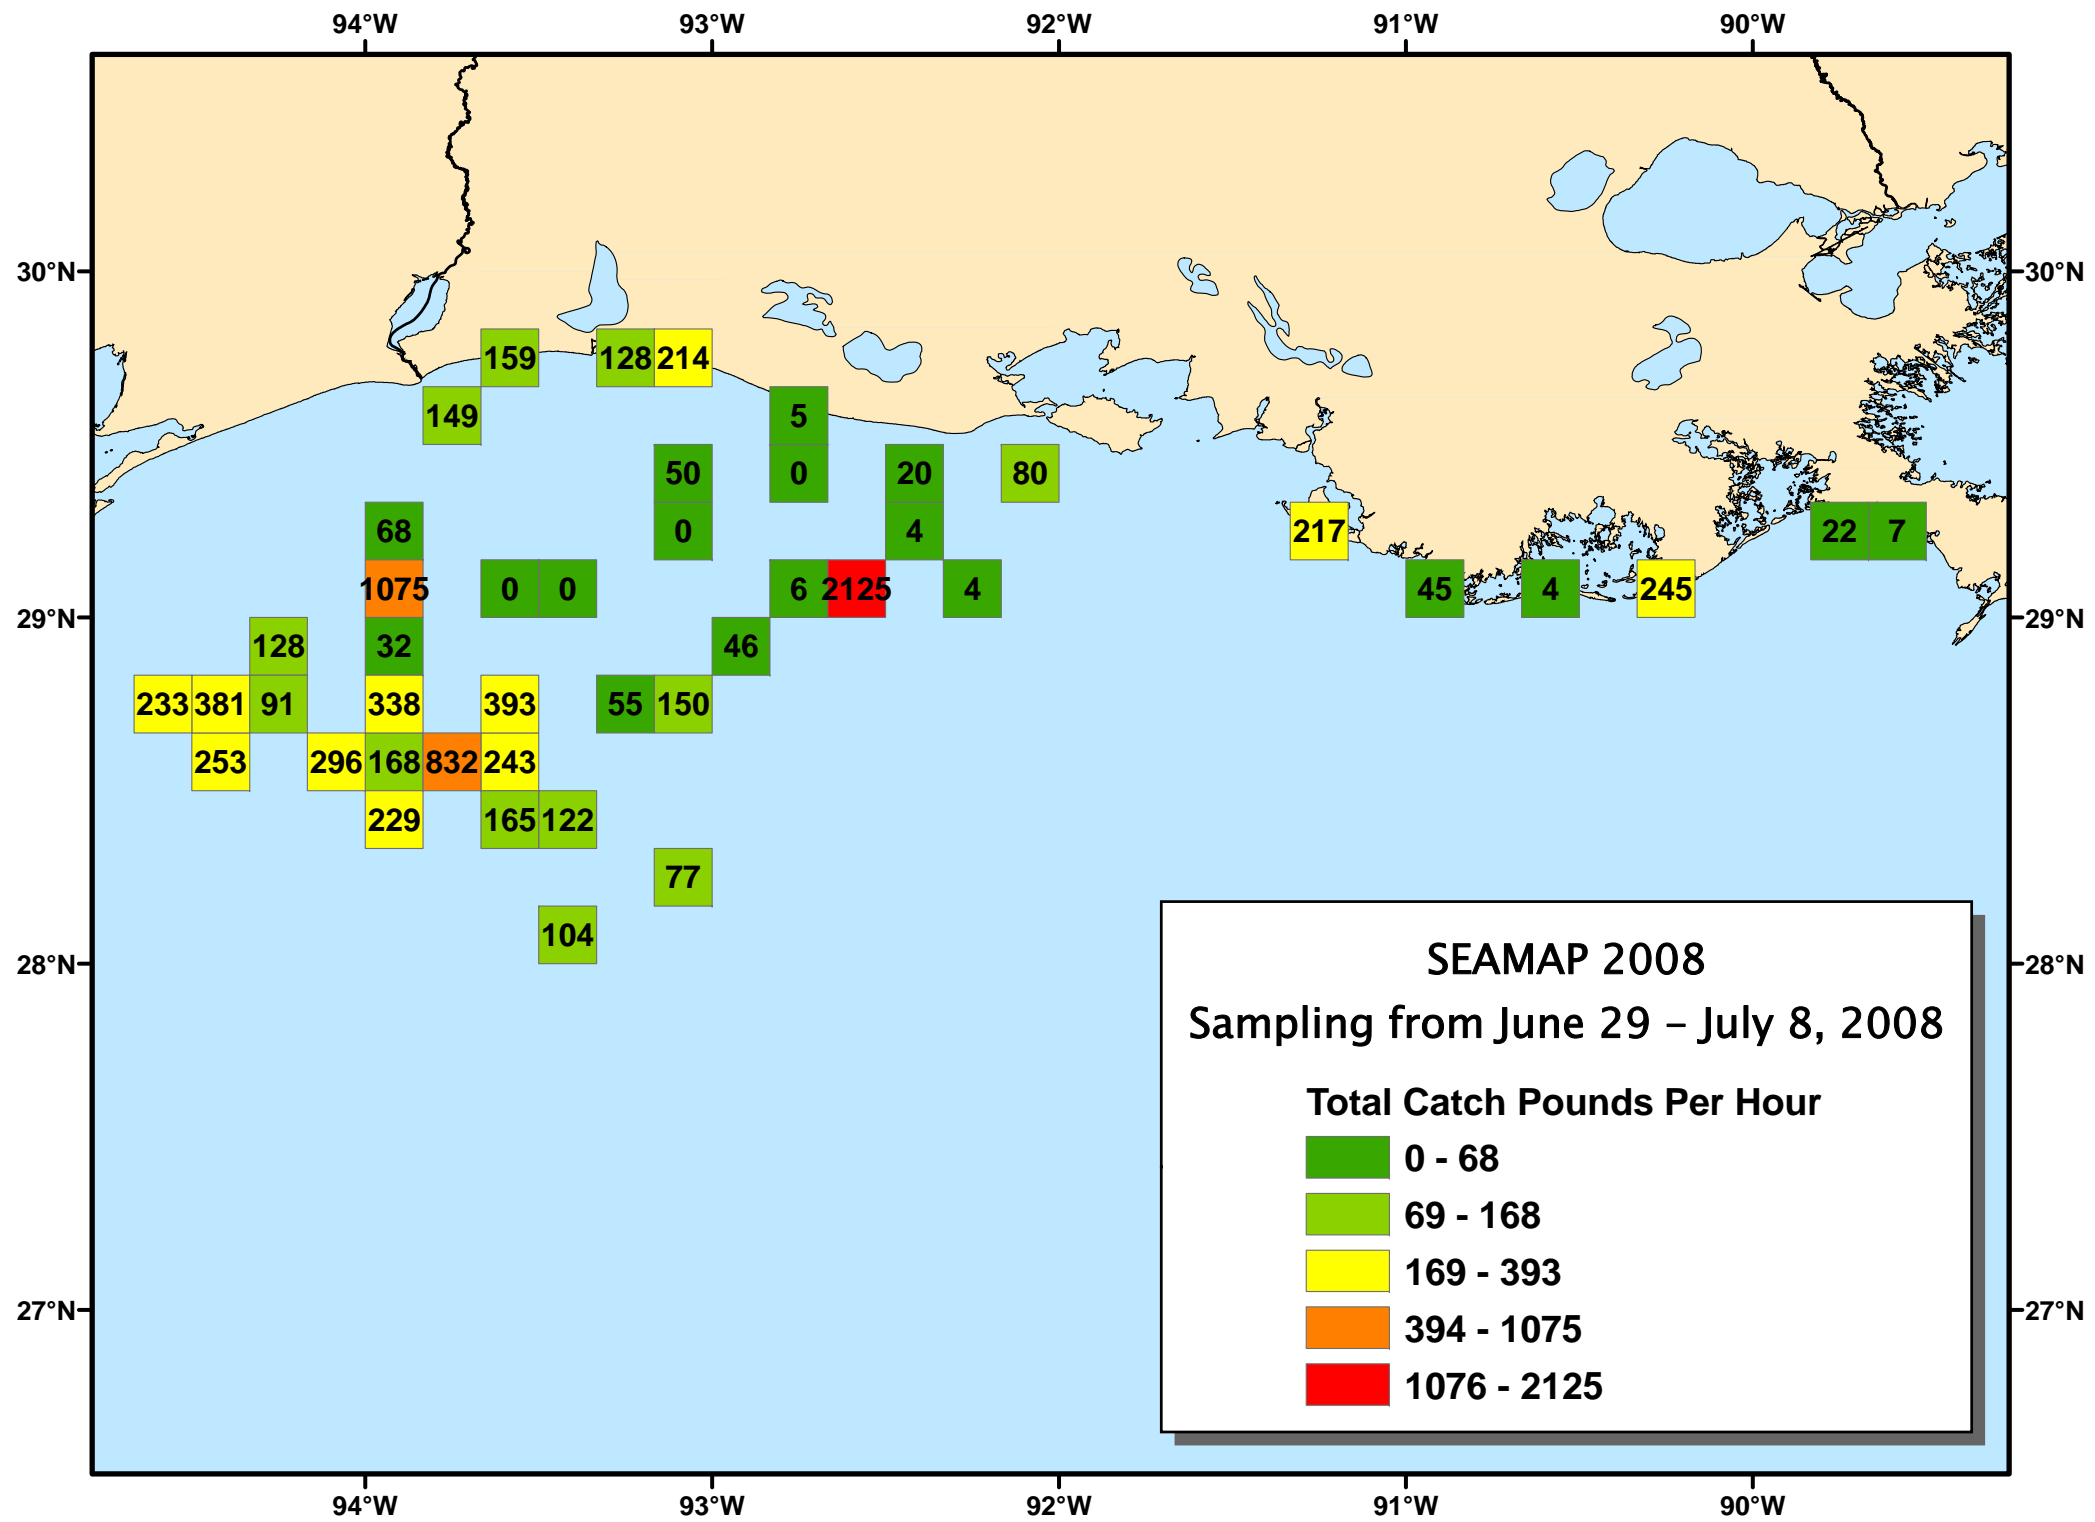 94°W 93°W 92°W 91°W 90°W
30°N 30°N
159 128 214
149 5
50 0 20 80
68 0 4 217 22 7
1075 0 0 6 2125 4 45 4 245
29°N 29°N
128 32 46
233 381 91 338 393 55 150
253 296 168 832 243
229 165 122
77
104
28°N 28°N
SEAMAP 2008
Sampling from June 29 – July 8, 2008
Total Catch Pounds Per Hour
0 - 68
69 - 168
169 - 393
27°N 27°N
394 - 1075
1076 - 2125
94°W 93°W 92°W 91°W 90°W